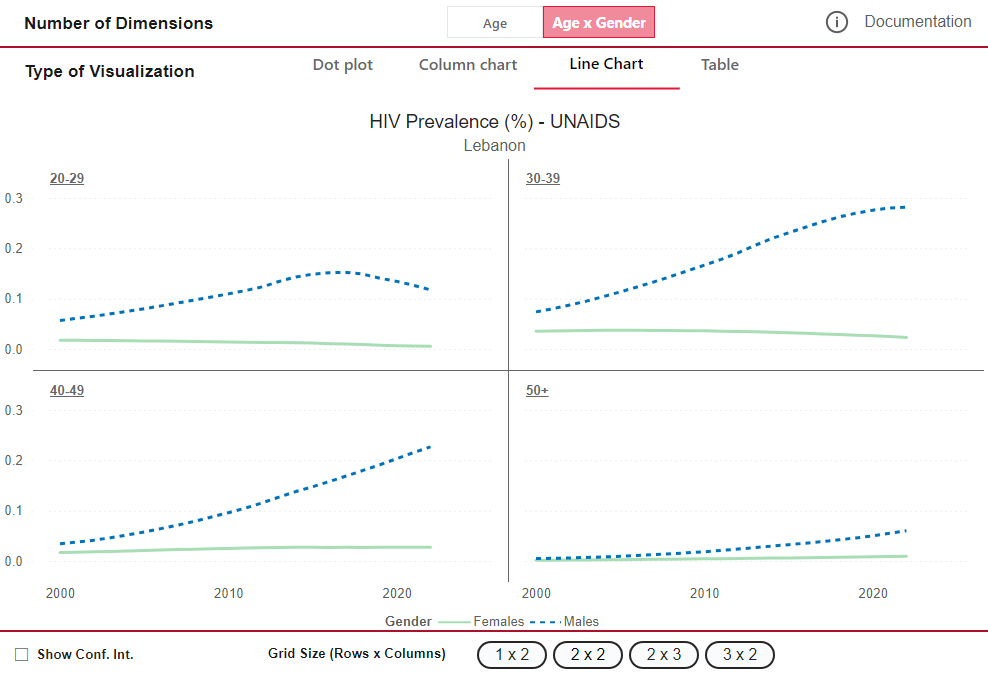 Number of Dimensions Age Age x Gender Documentation
Type of Visualization Dot plot Column chart Line Chart Table
HIV Prevalence (%) - UNAIDS
Lebanon
20-29 30-39
0.3
0.2
0.1
0.0
40-49 50+
0.3
0.2
0.1
0.0
2000 2010 2020 2000 2010 2020
Gender Females Males
Show Conf. Int. Grid Size (Rows x Columns) 1 x 2 2 x 2 2 x 3 3 x 2